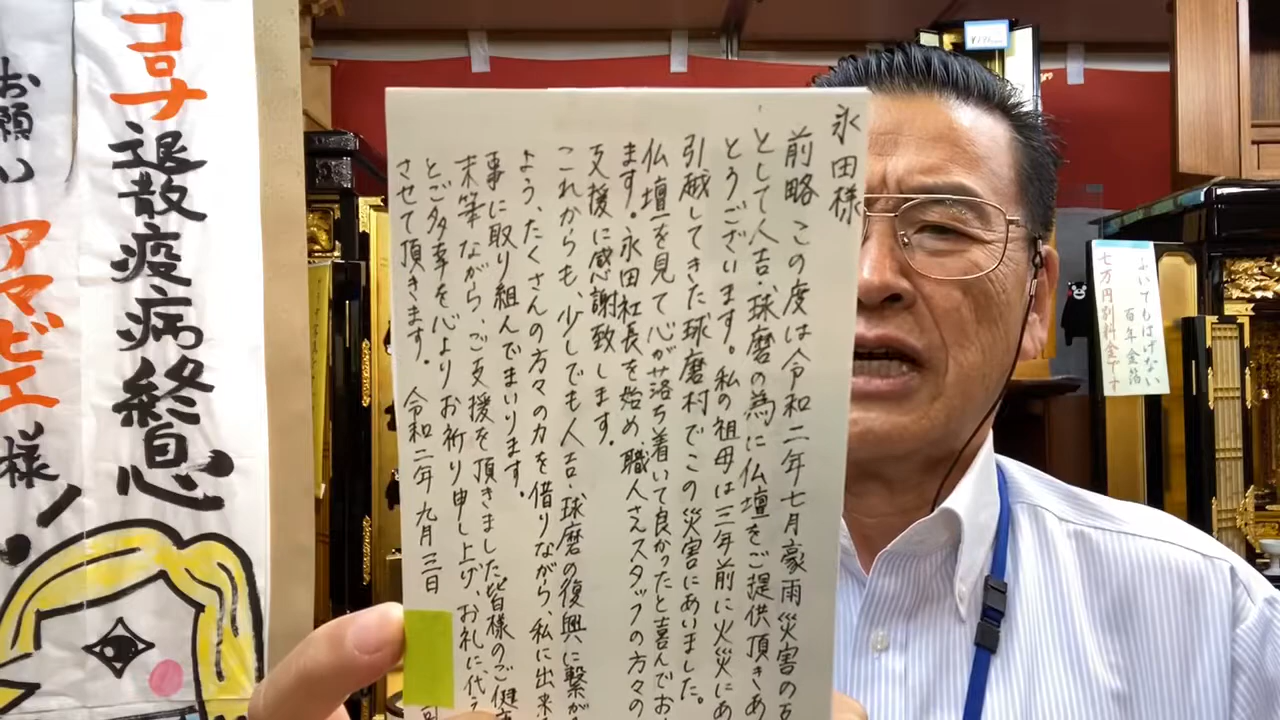 永田様
前略 この度は令和二年七月豪雨災害の
として人吉・球磨の為に仏壇をご提供頂きあ
とうございます。私の祖母は三年前に火災にあ
引越してきた球磨村でこの災害にあいました。
仏壇を見て心が落ち着いて良かったと喜んでお
ます。永田社長を始め、職人さんスタッフの方々の
支援に感謝致します。
これからも、少しでも人吉・球磨の復興に繋が
よう、たくさんの方々の力を借りながら、私に出来
事に取り組んでまいります。
末筆ながら ご支援を頂きました皆様のご健
とご多幸を心よりお祈り申し上げ、お礼に代え
させて頂きます。 令和二年九月三日
コロナ退散疫病終息
お願い
アマビエ様
ふいてもはげない
百年金箔
七万円別料金です